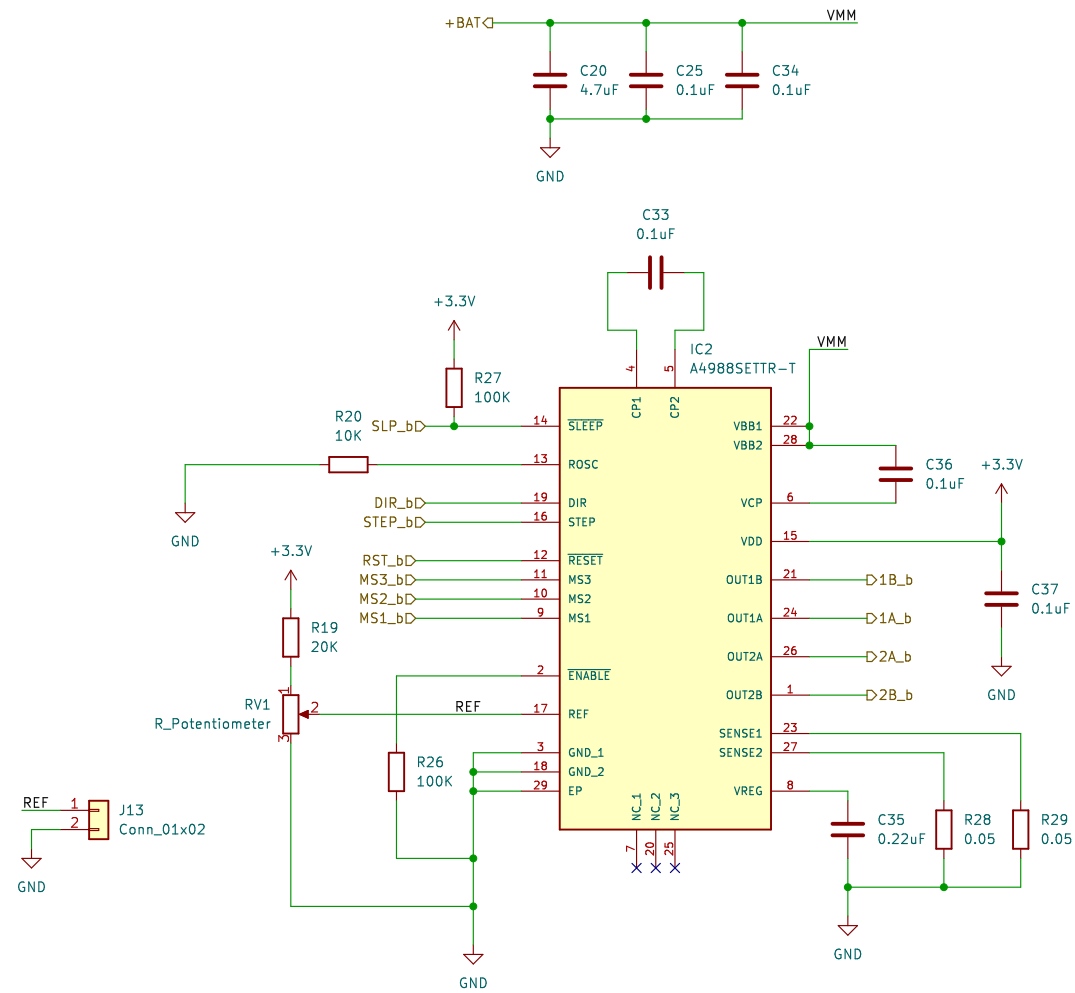 +BAT
VMM
C20
4.7uF
C25
0.1uF
C34
0.1uF
GND
C33
0.1uF
+3.3V
R27
100K
4
5
IC2
A4988SETTR-T
VMM
CP1
CP2
R20
10K
SLP_b
14
SLEEP
VBB1
22
VBB2
28
13
ROSC
C36
0.1uF
+3.3V
DIR_b
19
DIR
VCP
6
STEP_b
16
STEP
GND
VDD
15
+3.3V
RST_b
12
RESET
MS3_b
11
MS3
OUT1B
21
1B_b
MS2_b
10
MS2
C37
0.1uF
MS1_b
9
MS1
OUT1A
24
1A_b
R19
20K
OUT2A
26
2A_b
2
ENABLE
GND
1
RV1
R_Potentiometer
2
3
REF
17
REF
OUT2B
1
2B_b
SENSE1
23
3
GND_1
SENSE2
27
18
GND_2
R26
100K
29
EP
VREG
8
NC_1
NC_2
NC_3
REF
1
2
J13
Conn_01x02
C35
0.22uF
R28
0.05
R29
0.05
7
20
25
GND
GND
GND